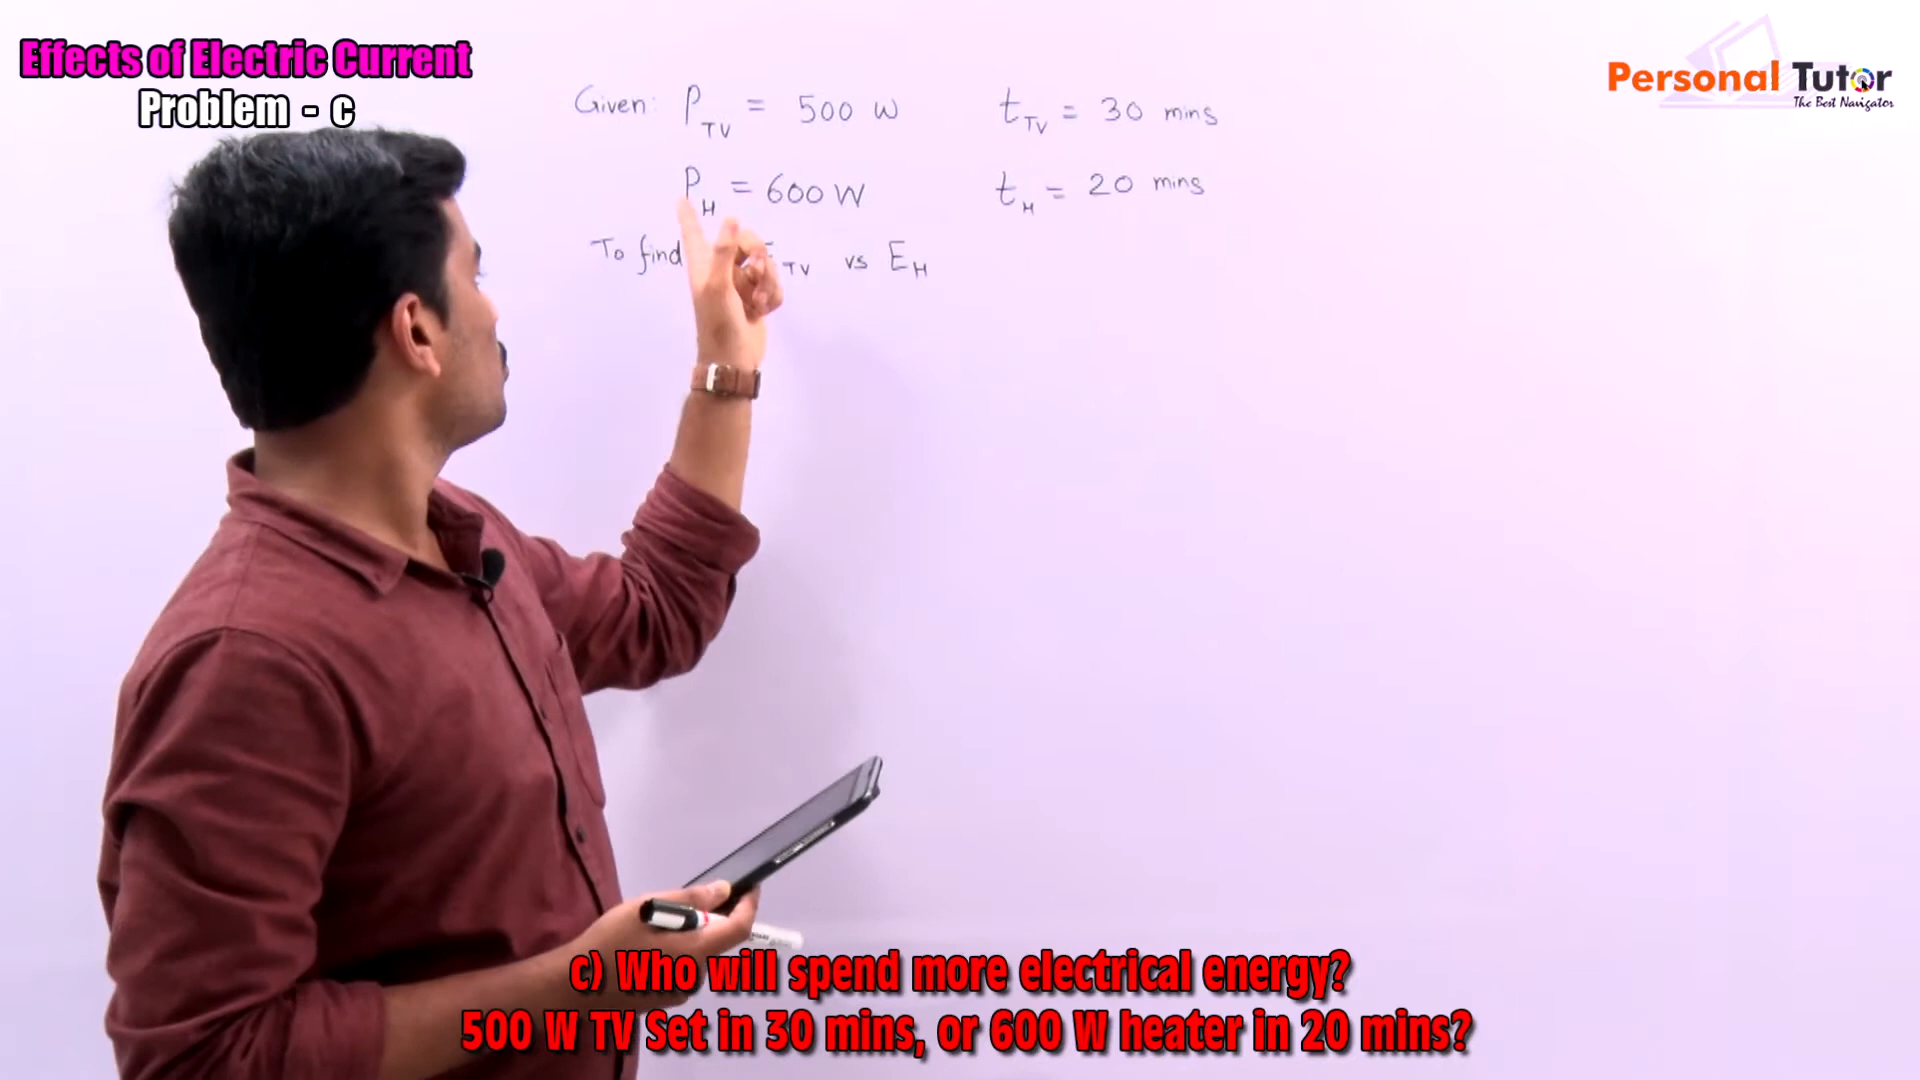 Effects of Electric Current
Problem - c
Personal Tutor
The Best Navigator
Given: P_TV = 500 W t_TV = 30 mins
P_H = 600 W t_H = 20 mins
To find E_TV vs E_H
c) Who will spend more electrical energy?
500 W TV Set in 30 mins, or 600 W heater in 20 mins?